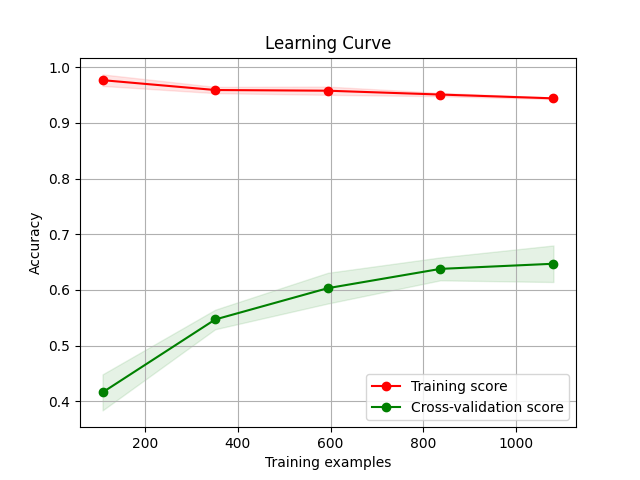 Learning Curve
1.0
0.9
0.8
0.7
0.6
0.5
0.4
Accuracy
Training score
Cross-validation score
200 400 600 800 1000
Training examples